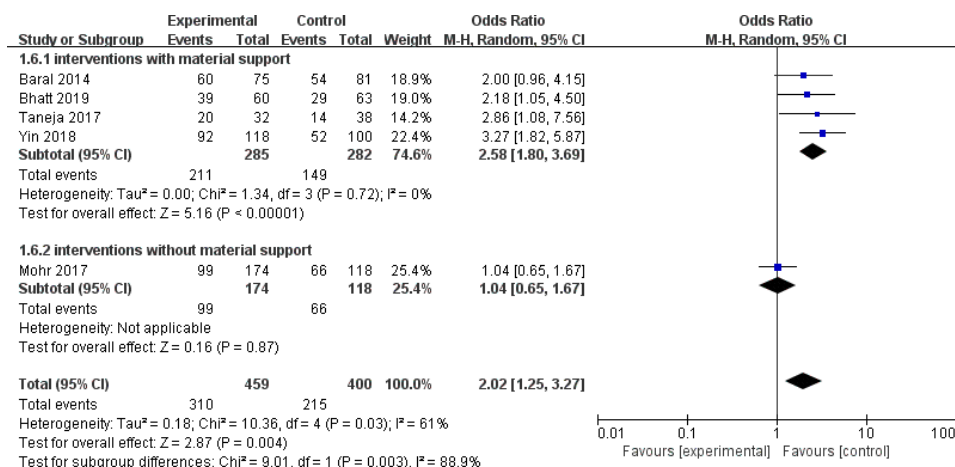 Experimental Control Odds Ratio Odds Ratio
Study or Subgroup Events Total Events Total Weight M-H, Random, 95% CI M-H, Random, 95% CI
1.6.1 interventions with material support
Baral 2014 60 75 54 81 18.9% 2.00 [0.96, 4.15]
Bhatt 2019 39 60 29 63 19.0% 2.18 [1.05, 4.50]
Taneja 2017 20 32 14 38 14.2% 2.86 [1.08, 7.56]
Yin 2018 92 118 52 100 22.4% 3.27 [1.82, 5.87]
Subtotal (95% CI) 285 282 74.6% 2.58 [1.80, 3.69]
Total events 211 149
Heterogeneity: Tau² = 0.00; Chi² = 1.34, df = 3 (P = 0.72); I² = 0%
Test for overall effect: Z = 5.16 (P < 0.00001)
1.6.2 interventions without material support
Mohr 2017 99 174 66 118 25.4% 1.04 [0.65, 1.67]
Subtotal (95% CI) 174 118 25.4% 1.04 [0.65, 1.67]
Total events 99 66
Heterogeneity: Not applicable
Test for overall effect: Z = 0.16 (P = 0.87)
Total (95% CI) 459 400 100.0% 2.02 [1.25, 3.27]
Total events 310 215
Heterogeneity: Tau² = 0.18; Chi² = 10.36, df = 4 (P = 0.03); I² = 61%
Test for overall effect: Z = 2.87 (P = 0.004)
Test for subgroup differences: Chi² = 9.01, df = 1 (P = 0.003), I² = 88.9%
0.01 0.1 1 10 100
Favours [experimental] Favours [control]